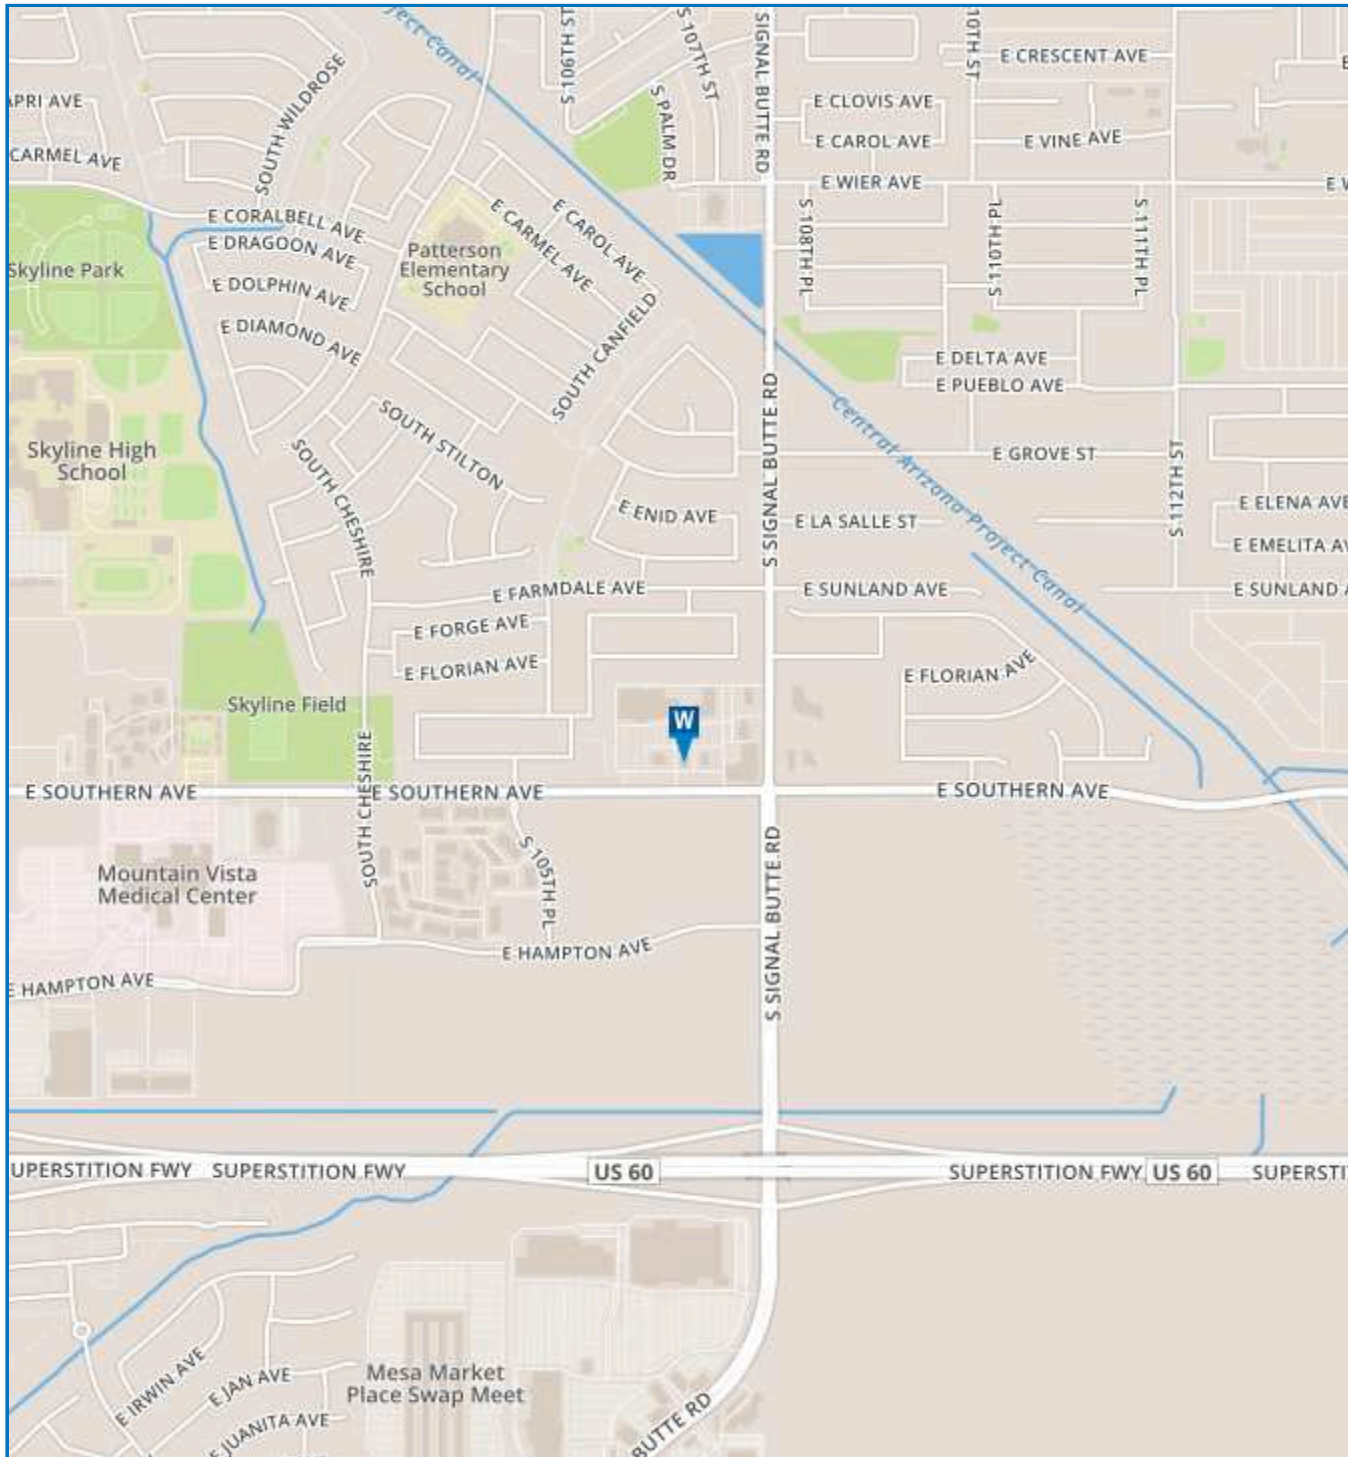 ject Canal
S 106TH ST
S 107TH ST
SIGNAL BUTTE RD
10TH ST
E CRESCENT AVE
SOUTH WILDROSE
APRI AVE
S PALM DR
E CLOVIS AVE
E CAROL AVE
E VINE AVE
CARMEL AVE
E WIER AVE
E W
E CORALBELL AVE
E DRAGOON AVE
E DOLPHIN AVE
E DIAMOND AVE
Patterson
Elementary
School
E CARMEL AVE
E CAROL AVE
S 108TH PL
S 110TH PL
S 111TH PL
Skyline Park
SOUTH CANFIELD
E DELTA AVE
E PUEBLO AVE
S SIGNAL BUTTE RD
Central Arizona Project Canal
SOUTH STILTON
Skyline High
School
SOUTH CHESHIRE
E GROVE ST
S 112TH ST
E ENID AVE
E LA SALLE ST
E ELENA AVE
E EMELITA AV
E FARMDALE AVE
E SUNLAND AVE
E SUNLAND A
E FORGE AVE
E FLORIAN AVE
E FLORIAN AVE
Skyline Field
W
SOUTH CHESHIRE
E SOUTHERN AVE
E SOUTHERN AVE
E SOUTHERN AVE
S 105TH PL
S SIGNAL BUTTE RD
Mountain Vista
Medical Center
E HAMPTON AVE
E HAMPTON AVE
UPERSTITION FWY
SUPERSTITION FWY
US 60
SUPERSTITION FWY
US 60
SUPERSTI
Mesa Market
Place Swap Meet
E IRWIN AVE
E JAN AVE
E JUANITA AVE
BUTTE RD